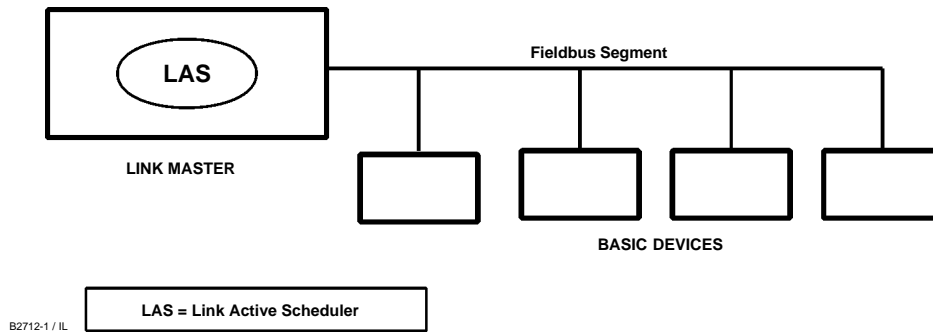 LAS
Fieldbus Segment
LINK MASTER
BASIC DEVICES
LAS = Link Active Scheduler
B2712-1 / IL